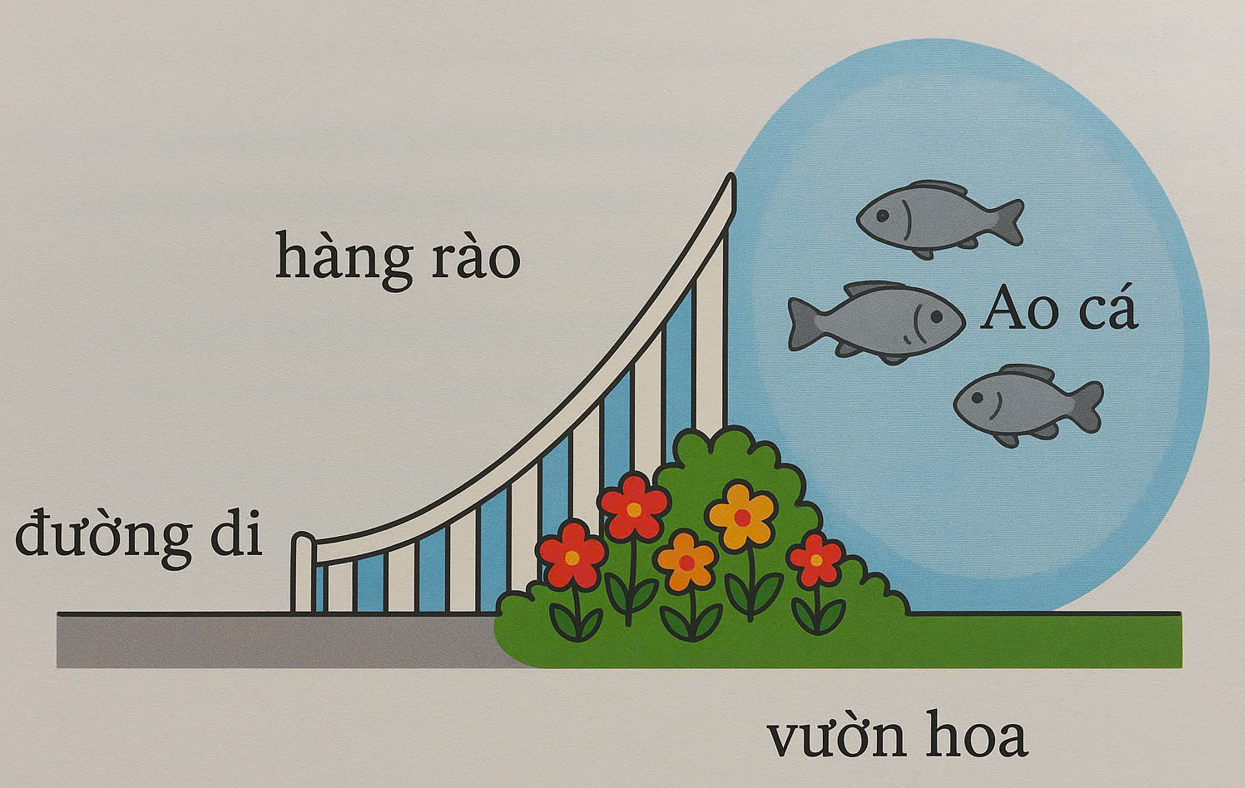 hàng rào
Ao cá
đường di
vườn hoa